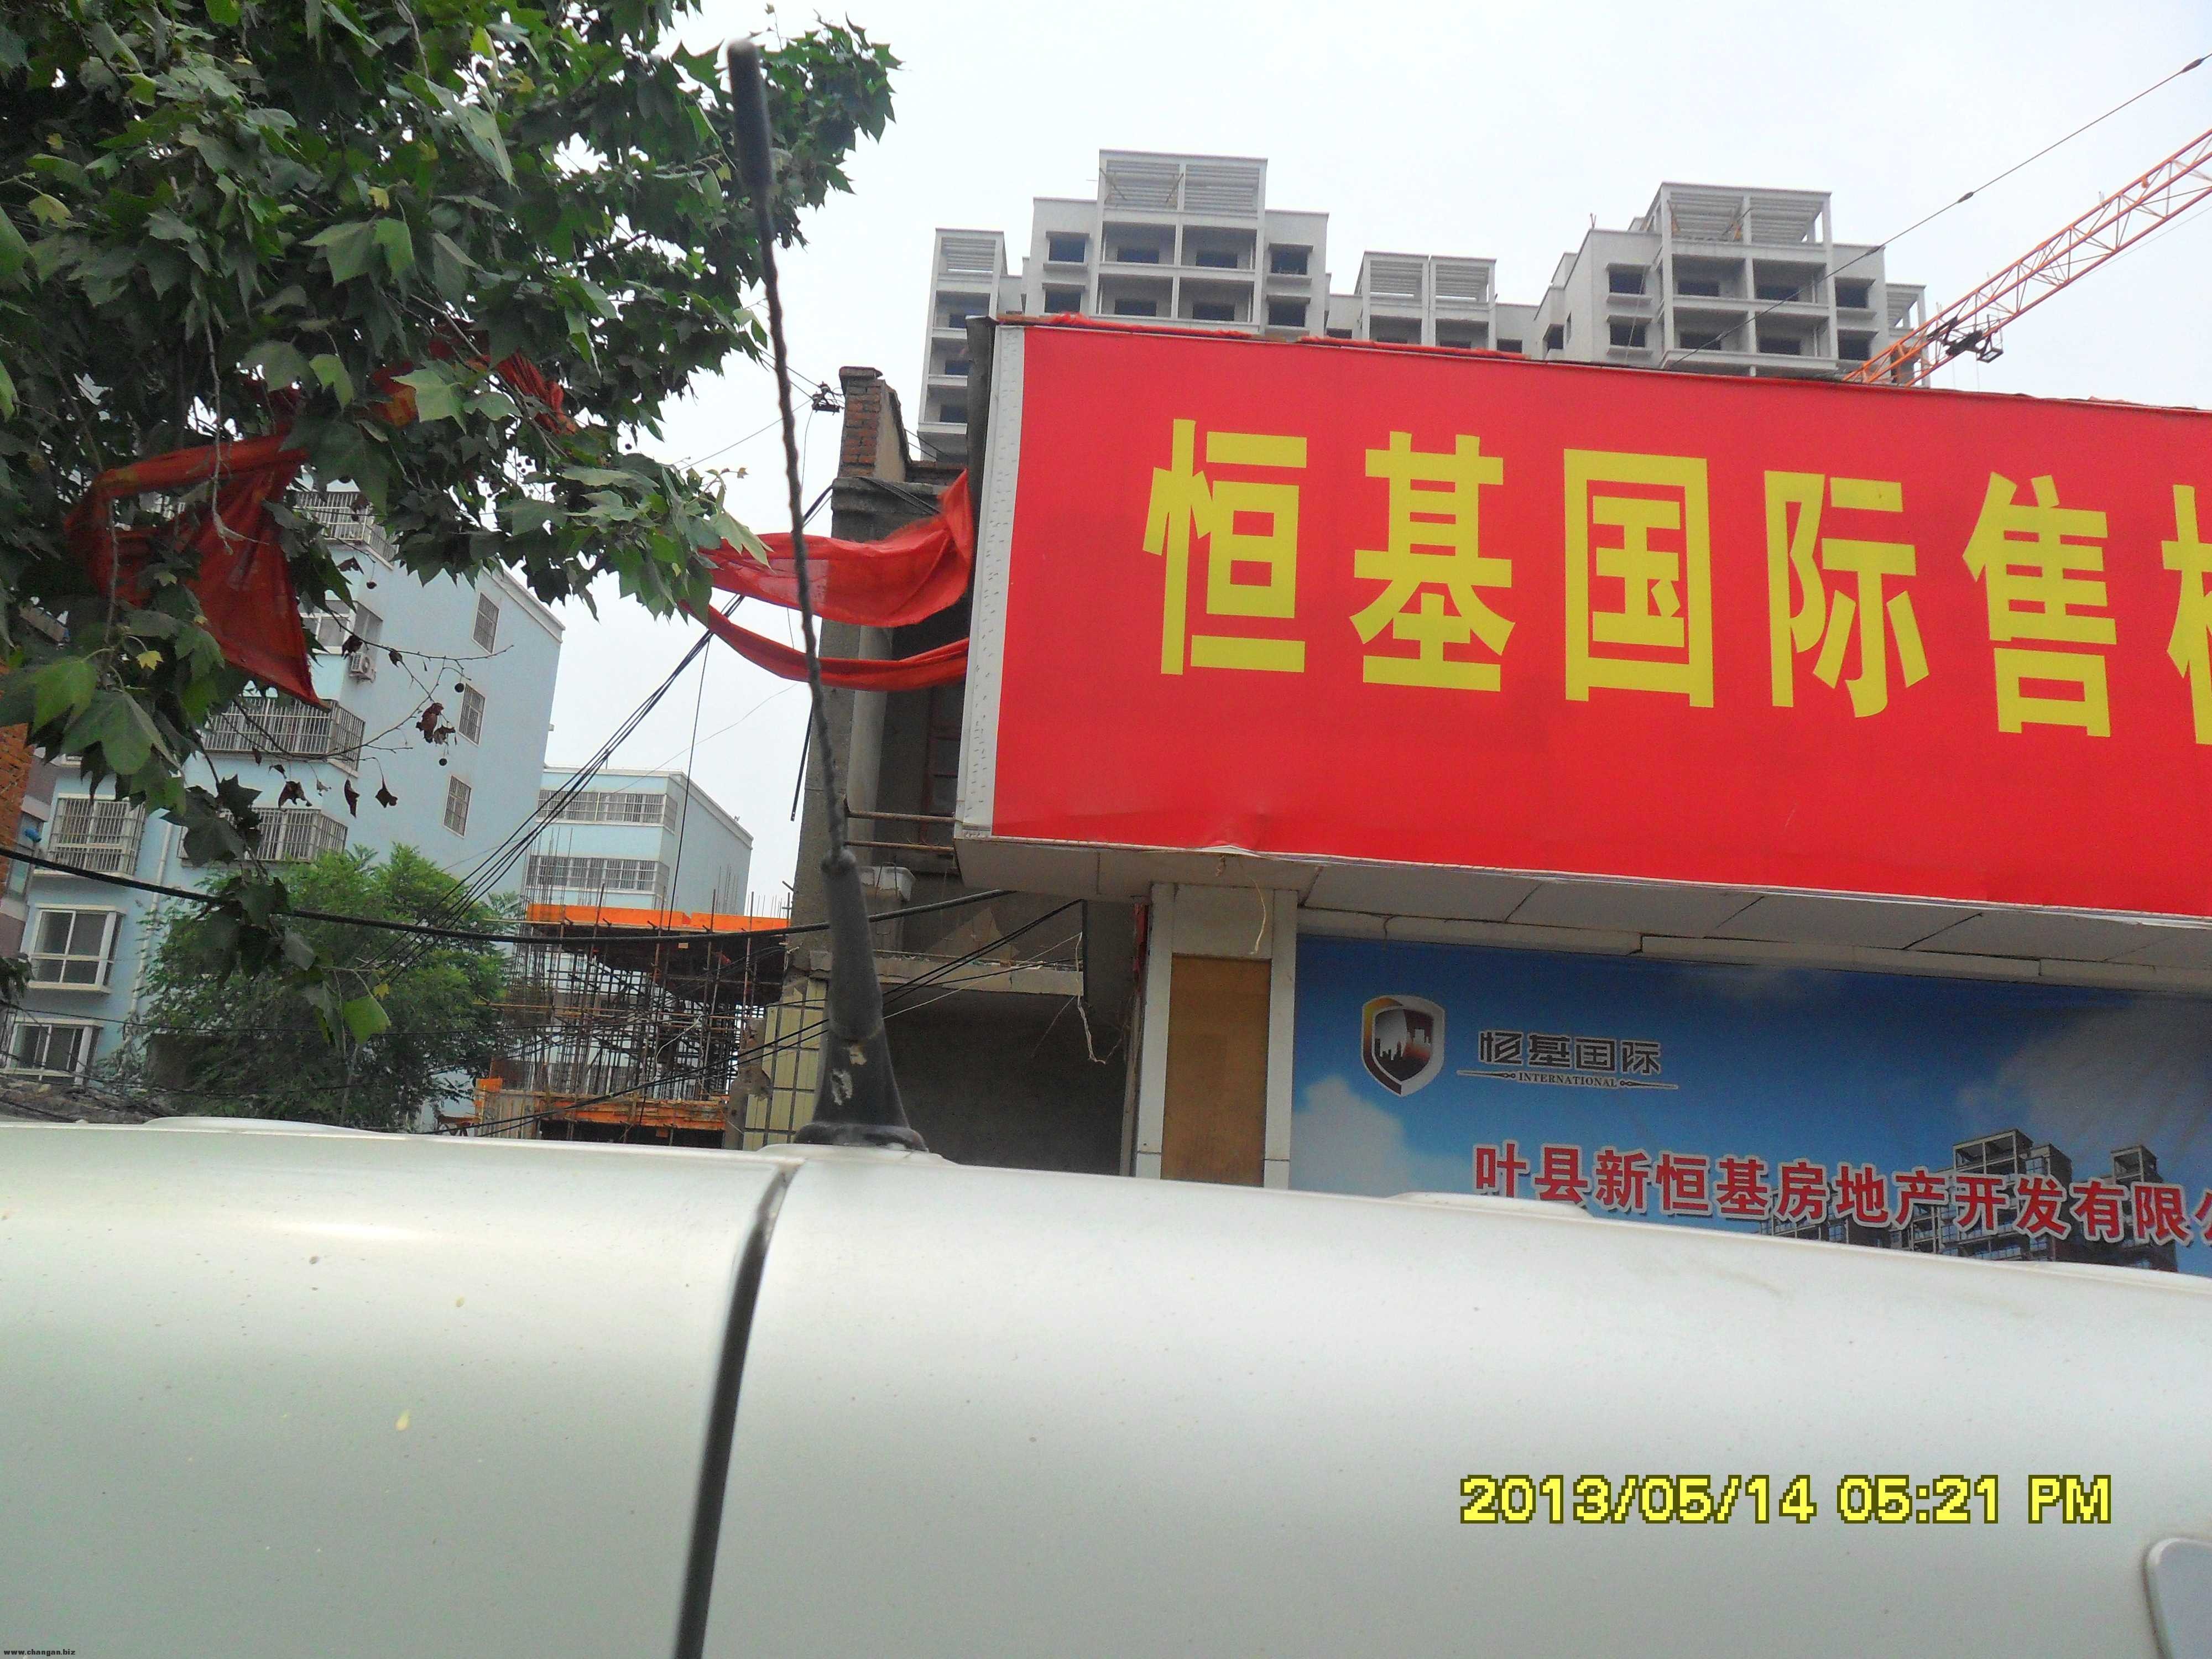 恒基国际售
恒基国际
INTERNATIONAL
叶县新恒基房地产开发有限
2013/05/14 05:21 PM
www.changan.biz